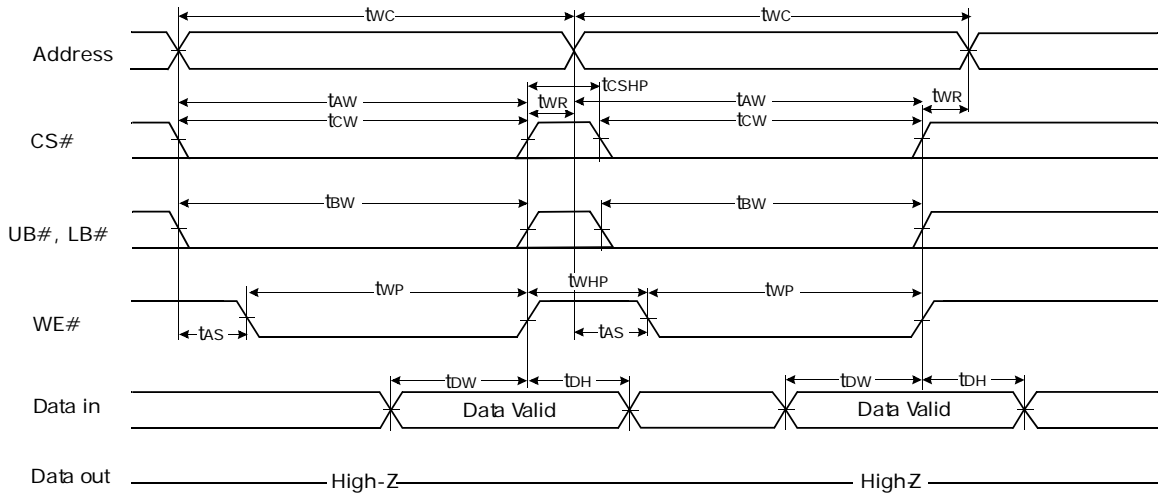 tWC tWC
Address
tCSHP
tAW tWR tAW tWR
tCW tCW
CS#
tBW tBW
UB#, LB#
tWP tWHP tWP
WE#
tAS tAS
tDW tDH tDW tDH
Data in Data Valid Data Valid
Data out High-Z High-Z